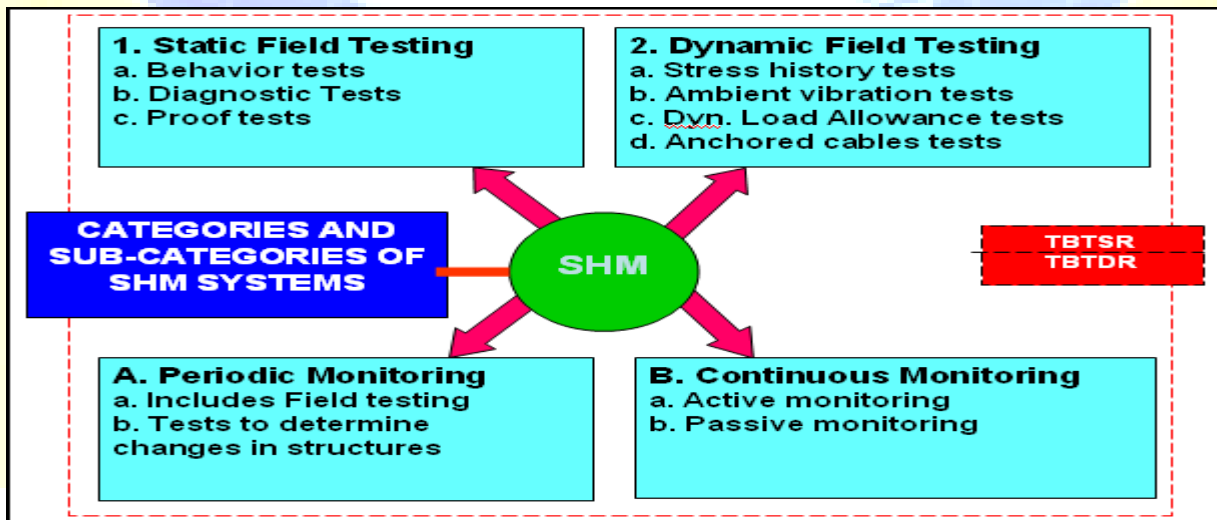 1. Static Field Testing
a. Behavior tests
b. Diagnostic Tests
c. Proof tests
2. Dynamic Field Testing
a. Stress history tests
b. Ambient vibration tests
c. Dyn. Load Allowance tests
d. Anchored cables tests
CATEGORIES AND
SUB-CATEGORIES OF
SHM SYSTEMS
SHM
TBTSR
TBTDR
A. Periodic Monitoring
a. Includes Field testing
b. Tests to determine
changes in structures
B. Continuous Monitoring
a. Active monitoring
b. Passive monitoring